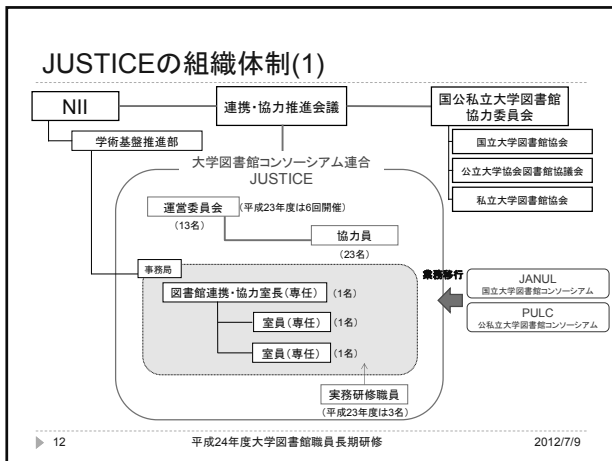 JUSTICEの組織体制(1)
NII
連携・協力推進会議
国公私立大学図書館
協力委員会
学術基盤推進部
国立大学図書館協会
公立大学協会図書館協議会
私立大学図書館協会
大学図書館コンソーシアム連合
JUSTICE
運営委員会 (平成23年度は6回開催)
(13名)
協力員
(23名)
事務局
図書館連携・協力室長(専任) (1名)
室員(専任) (1名)
室員(専任) (1名)
業務移行
JANUL
国立大学図書館コンソーシアム
PULC
公私立大学図書館コンソーシアム
実務研修職員
(平成23年度は3名)
12 平成24年度大学図書館職員長期研修 2012/7/9